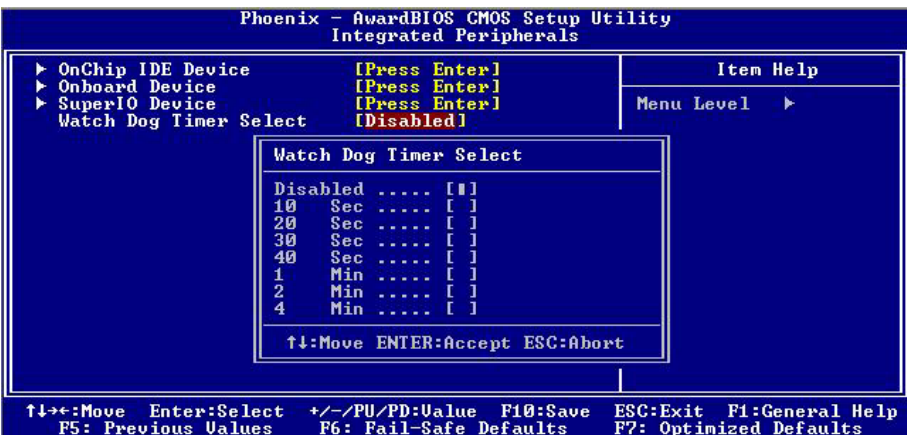 Phoenix - AwardBIOS CMOS Setup Utility
Integrated Peripherals
▶ OnChip IDE Device [Press Enter]
▶ Onboard Device [Press Enter]
▶ SuperIO Device [Press Enter]
Watch Dog Timer Select [Disabled]
Item Help
Menu Level ▶
Watch Dog Timer Select
Disabled ..... [▮]
10 Sec ..... [ ]
20 Sec ..... [ ]
30 Sec ..... [ ]
40 Sec ..... [ ]
1 Min ..... [ ]
2 Min ..... [ ]
4 Min ..... [ ]
↑↓:Move ENTER:Accept ESC:Abort
↑↓→←:Move Enter:Select +/-/PU/PD:Value F10:Save ESC:Exit F1:General Help
F5: Previous Values F6: Fail-Safe Defaults F7: Optimized Defaults